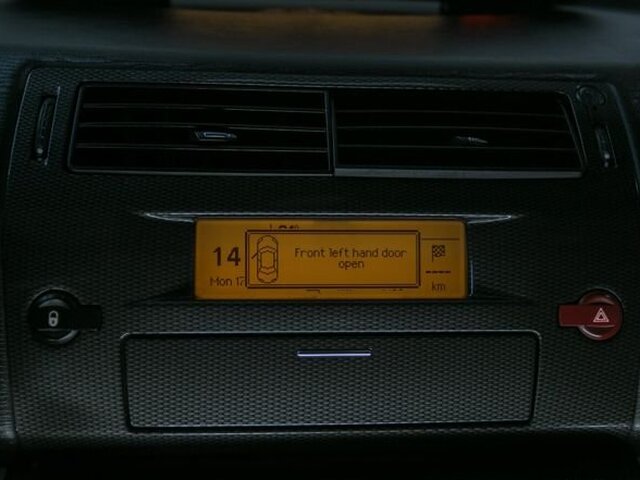 14
Front left hand door
open
Mon 17
km